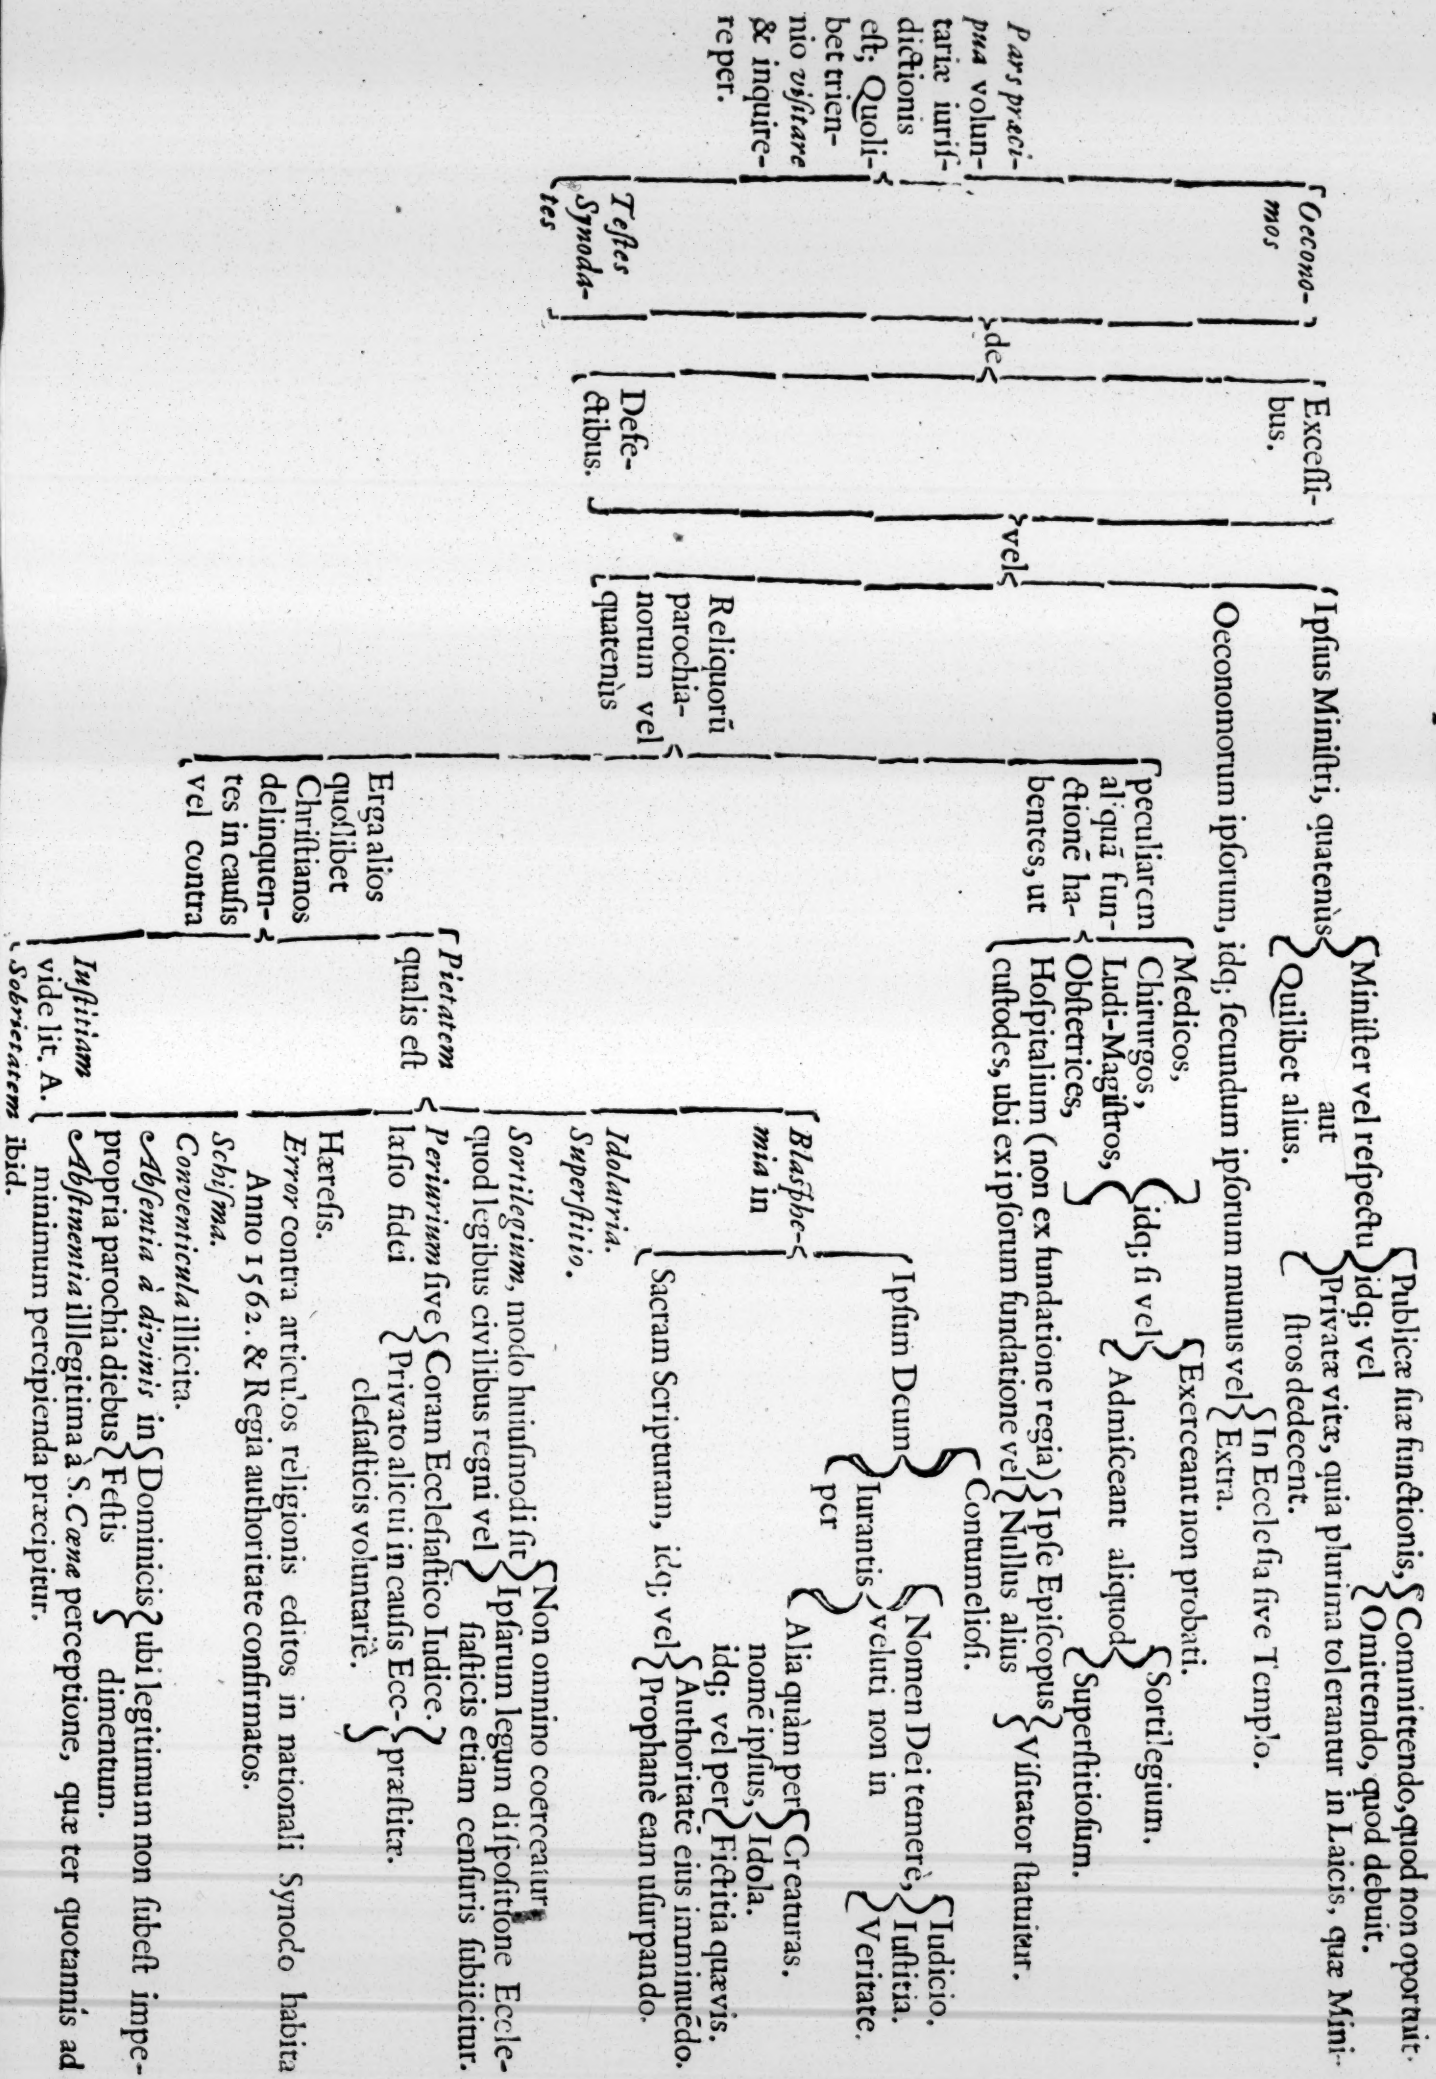 Pars præci-
pua volun-
tariæ iuriſ-
dictionis
eſt; Quoli-
bet trien-
nio viſitare
& inquire-
re per.
Oecono-
mos
Teſtes
Synoda-
tes
de
Exceſſi-
bus.
Defe-
ctibus.
vel
Ipſius Miniſtri, quatenùs
Miniſter vel reſpectu
Publicæ ſuæ functionis,
Committendo, quod non oportuit.
Omittendo, quod debuit.
idq; vel
Privatæ vitæ, quia plurima tolerantur in Laicis, quæ Mini-
ſtros dedecent.
aut
Quilibet alius.
Oeconomorum ipſorum, idq; ſecundum ipſorum munus vel
In Eccleſia ſive Templo.
Extra.
Reliquorũ
parochia-
norum vel
quatenùs
peculiarem
aliquã fun-
ctionẽ ha-
bentes, ut
Medicos,
Chirurgos,
Ludi-Magiſtros,
Obſtetrices,
idq; ſi vel
Exerceant non probati.
Admiſceant aliquod
Sortilegium.
Superſtitioſum.
Hoſpitalium (non ex fundatione regia)
cuſtodes, ubi ex ipſorum fundatione vel
Ipſe Epiſcopus
Nullus alius
Viſitator ſtatuitur.
Erga alios
quoſlibet
Chriſtianos
delinquen-
tes in cauſis
vel contra
Pietatem
qualis eſt
Blaſphe-
mia in
Ipſum Deum
Contumelioſi.
Iurantis
per
Nomen Dei temerè,
veluti non in
Iudicio.
Iuſtitia.
Veritate.
Alia quàm per
nomẽ ipſius,
idq; vel per
Creaturas.
Idola.
Fictitia quævis.
Sacram Scripturam, idq; vel
Authoritatẽ eius imminuẽdo.
Prophanè eam uſurpando.
Idolatria.
Superſtitio.
Sortilegium, modo huiuſmodi ſit
quod legibus civilibus regni vel
Non omnino coerceatur
Ipſarum legum diſpoſitione Eccle-
ſiaſticis etiam cenſuris ſubiicitur.
Periurium ſive
læſio fidei
Coram Eccleſiaſtico Iudice.
Privato alicui in cauſis Ecc-
cleſiaſticis voluntariè.
præſtitæ.
Hæreſis.
Error contra articulos religionis editos in nationali Synodo habita
Anno 1562. & Regia authoritate confirmatos.
Schiſma.
Conventicula illicita.
Abſentia à divinis in
propria parochia diebus
Dominicis
Feſtis
ubi legitimum non ſubeſt impe-
dimentum.
Abſtinentia illlegitima à S. Cœnæ perceptione, quæ ter quotannis ad
minimum percipienda præcipitur.
Iuſtitiam
vide lit. A.
Sobrietatem ibid.